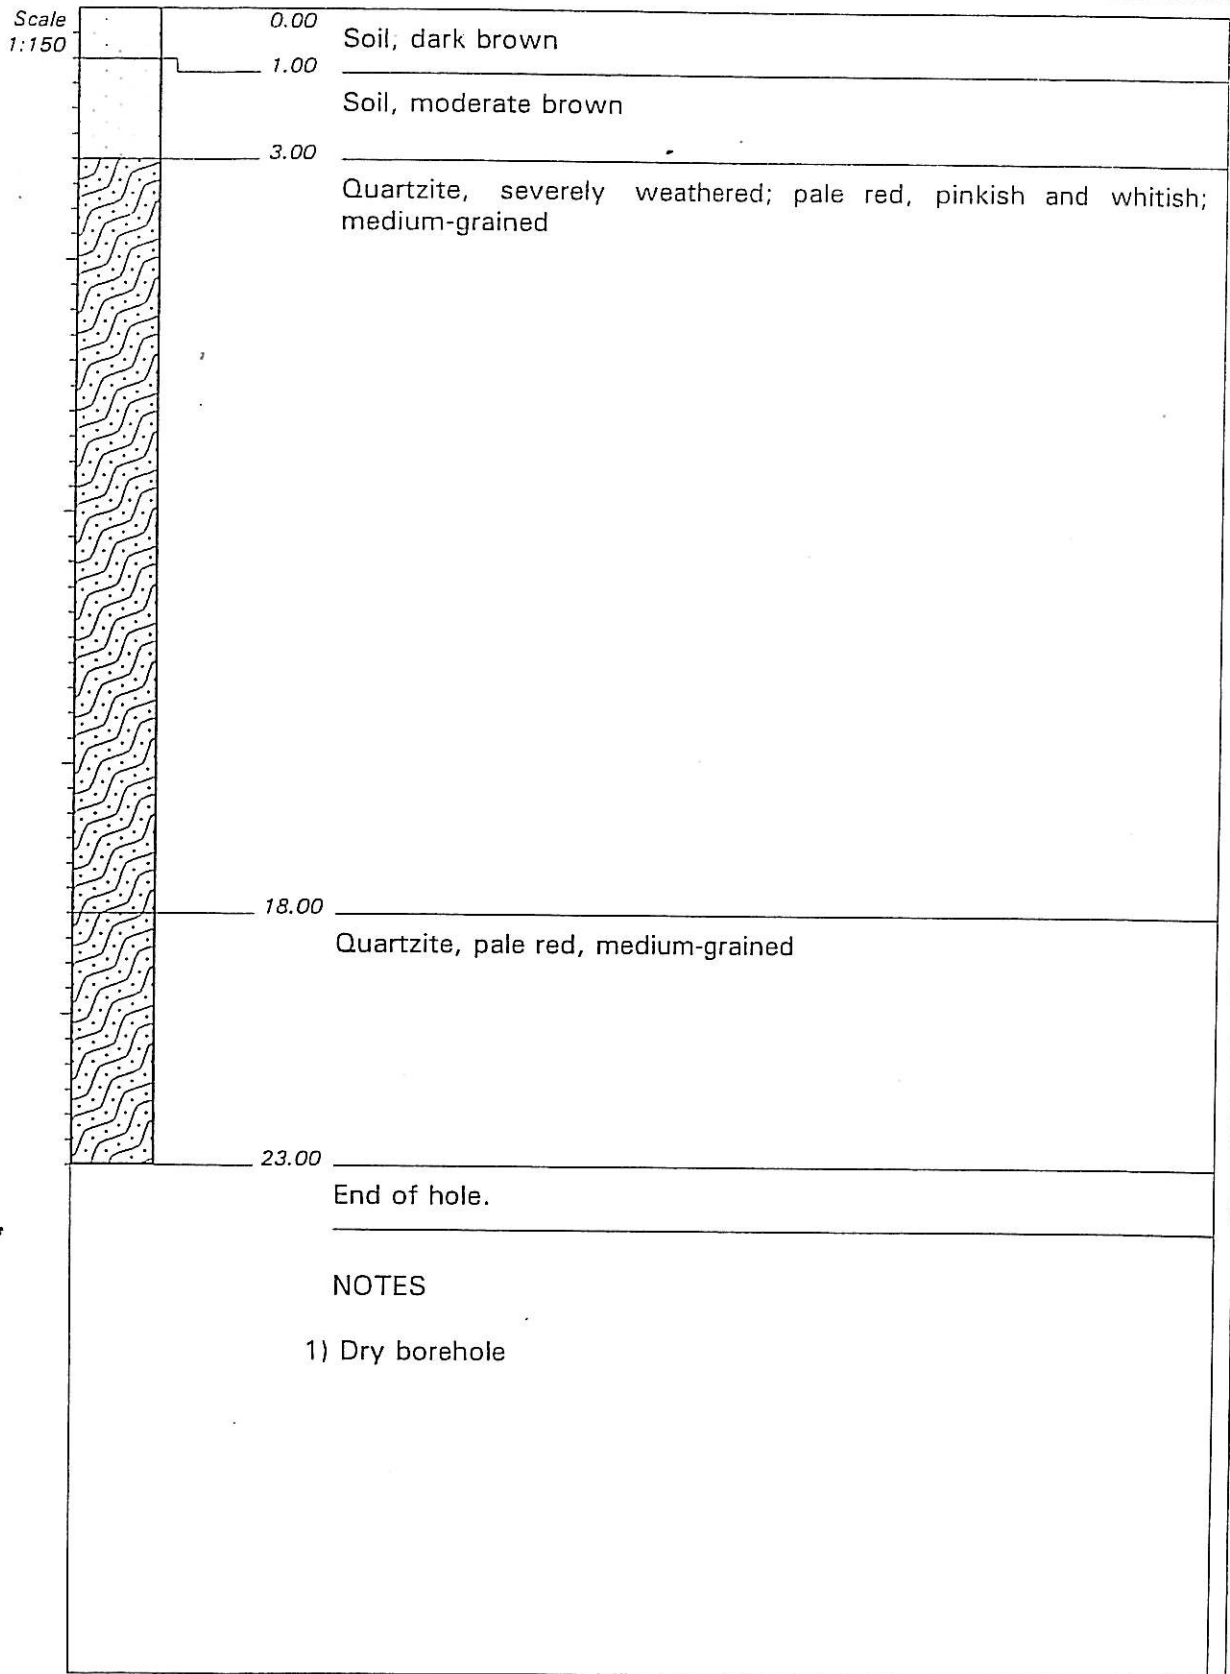 Scale
1:150
0.00
Soil, dark brown
1.00
Soil, moderate brown
3.00
Quartzite, severely weathered; pale red, pinkish and whitish;
medium-grained
18.00
Quartzite, pale red, medium-grained
23.00
End of hole.
NOTES
1) Dry borehole